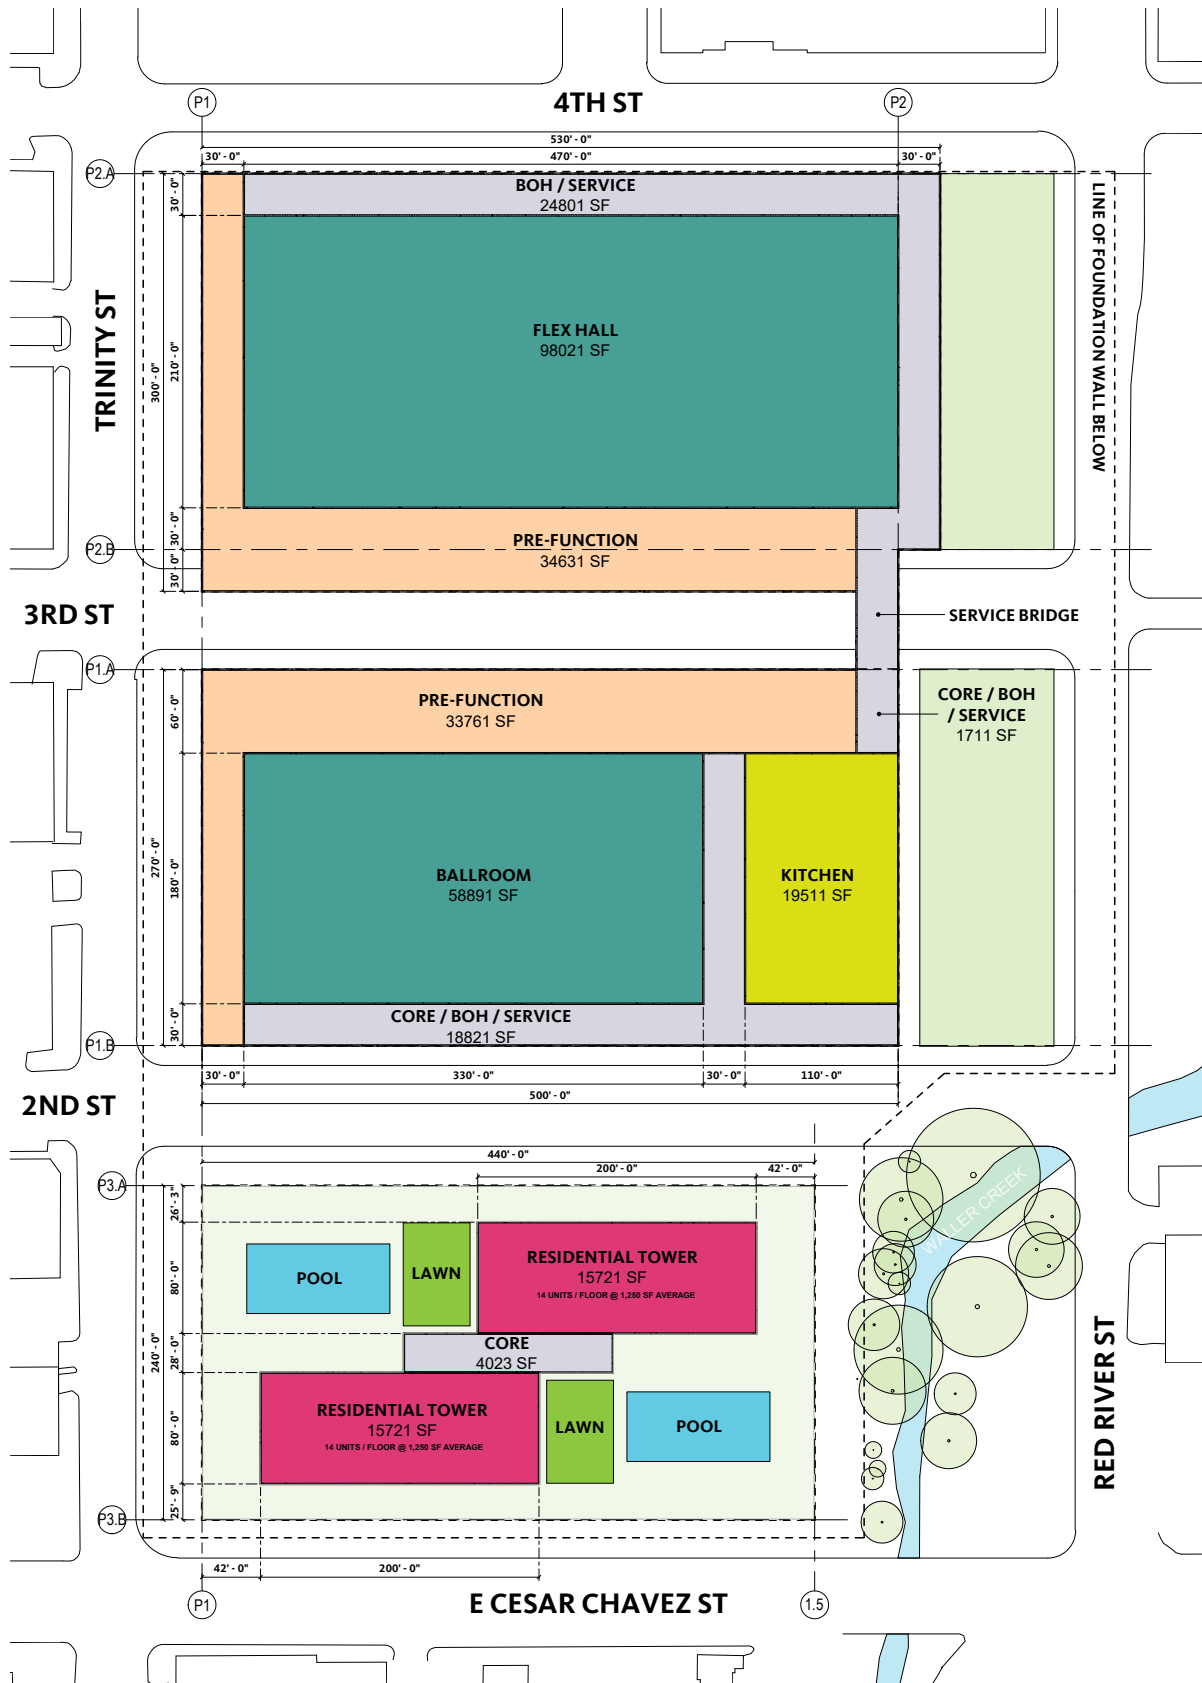 4TH ST
P1
P2
530' - 0"
30' - 0"
470' - 0"
30' - 0"
P2.A
BOH / SERVICE
24801 SF
30' - 0"
LINE OF FOUNDATION WALL BELOW
TRINITY ST
FLEX HALL
98021 SF
300' - 0"
210' - 0"
30' - 0"
PRE-FUNCTION
34631 SF
P2.B
30' - 0"
3RD ST
SERVICE BRIDGE
P1.A
60' - 0"
PRE-FUNCTION
33761 SF
CORE / BOH
/ SERVICE
1711 SF
270' - 0"
180' - 0"
BALLROOM
58891 SF
KITCHEN
19511 SF
30' - 0"
CORE / BOH / SERVICE
18821 SF
P1.B
30' - 0"
330' - 0"
30' - 0"
110' - 0"
500' - 0"
2ND ST
440' - 0"
200' - 0"
42' - 0"
P3.A
26' - 3"
WALLER CREEK
80' - 0"
POOL
LAWN
RESIDENTIAL TOWER
15721 SF
14 UNITS / FLOOR @ 1,250 SF AVERAGE
240' - 0"
28' - 0"
CORE
4023 SF
80' - 0"
RESIDENTIAL TOWER
15721 SF
14 UNITS / FLOOR @ 1,250 SF AVERAGE
LAWN
POOL
RED RIVER ST
25' - 9"
P3.B
42' - 0"
200' - 0"
P1
E CESAR CHAVEZ ST
1.5